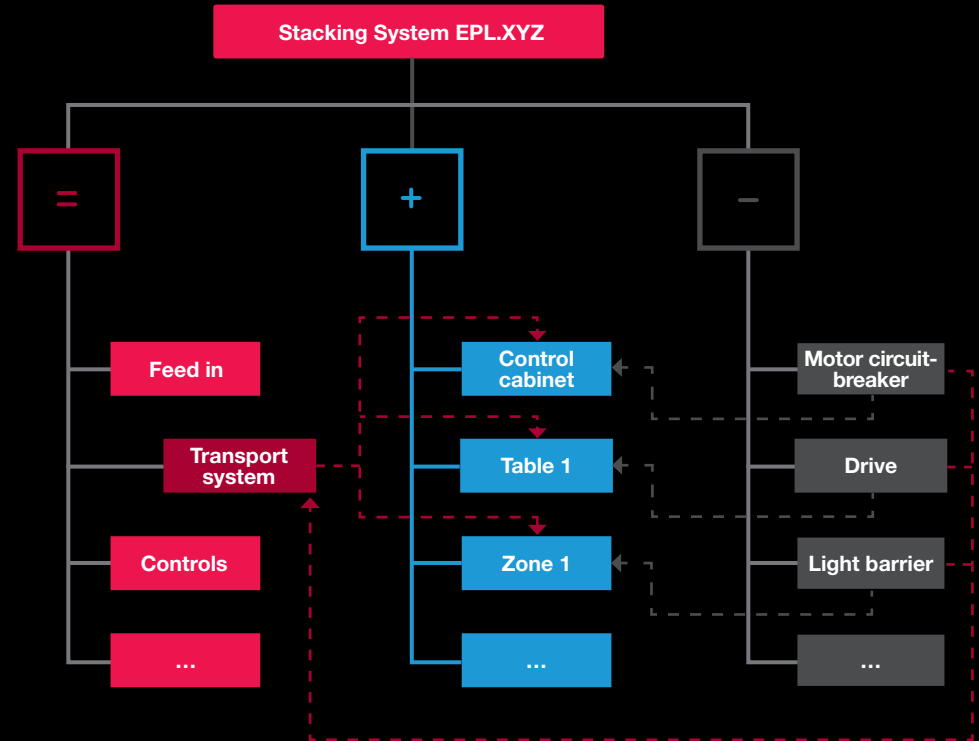 Stacking System EPL.XYZ
=
+
–
Feed in
Control
cabinet
Motor circuit-
breaker
Transport
system
Table 1
Drive
Controls
Zone 1
Light barrier
...
...
...